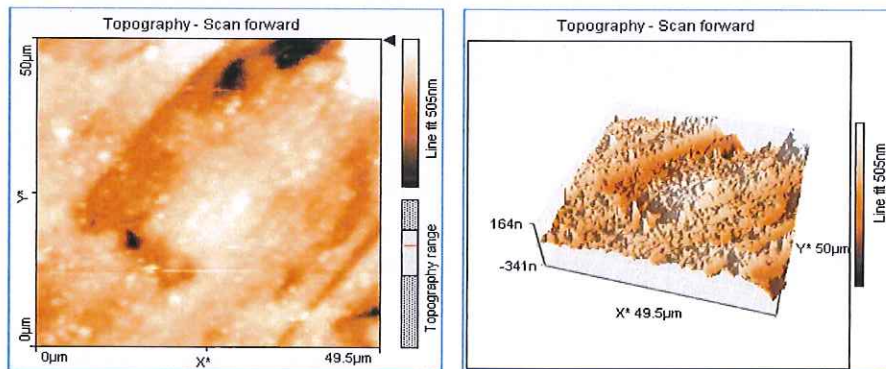 Topography - Scan forward
50µm
Y*
0µm
0µm
X*
49.5µm
Line fit 505nm
Topography range
Topography - Scan forward
164n
-341n
X* 49.5µm
Y* 50µm
Line fit 505nm